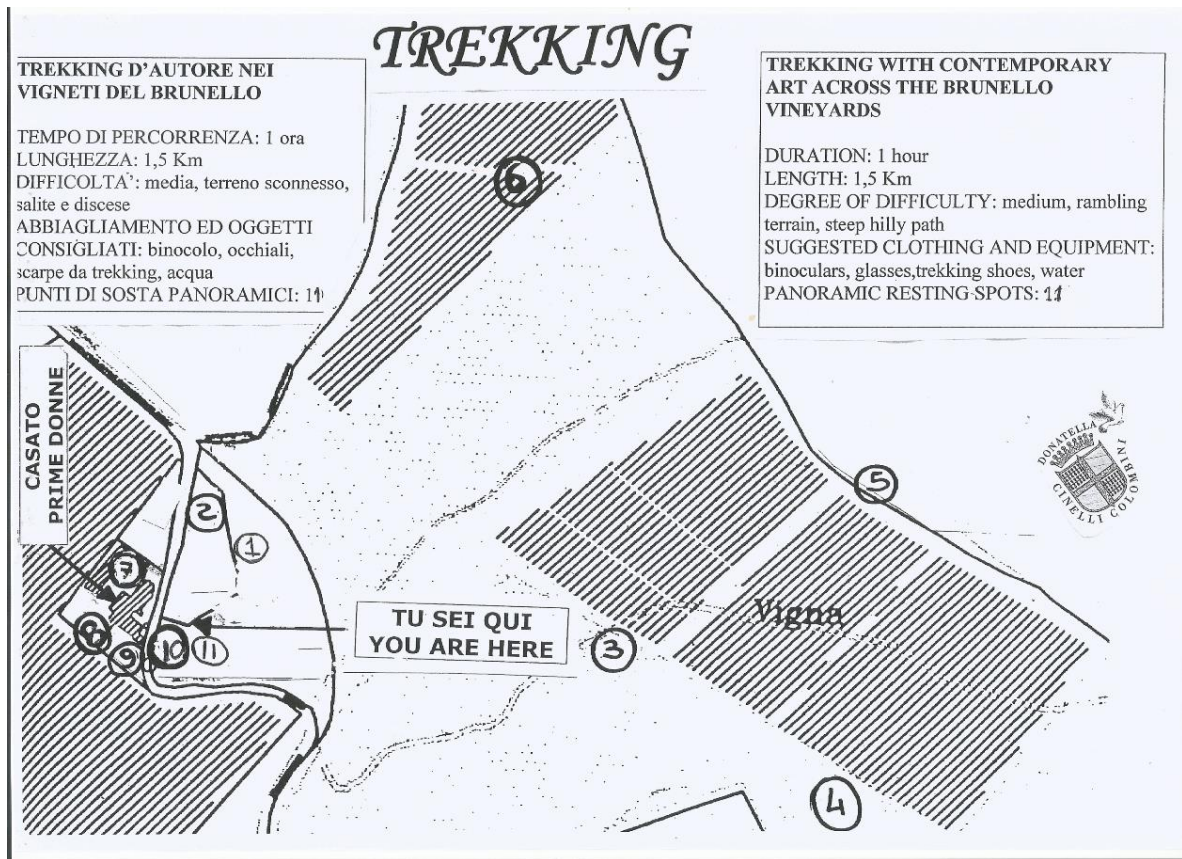 TREKKING
TREKKING D'AUTORE NEI
VIGNETI DEL BRUNELLO
TEMPO DI PERCORRENZA: 1 ora
LUNGHEZZA: 1,5 Km
DIFFICOLTA': media, terreno sconnesso,
salite e discese
ABBIAGLIAMENTO ED OGGETTI
CONSIGLIATI: binocolo, occhiali,
scarpe da trekking, acqua
PUNTI DI SOSTA PANORAMICI: 11
TREKKING WITH CONTEMPORARY
ART ACROSS THE BRUNELLO
VINEYARDS
DURATION: 1 hour
LENGTH: 1,5 Km
DEGREE OF DIFFICULTY: medium, rambling
terrain, steep hilly path
SUGGESTED CLOTHING AND EQUIPMENT:
binoculars, glasses,trekking shoes, water
PANORAMIC RESTING SPOTS: 11
6
CASATO
PRIME DONNE
DONATELLA
CINELLI COLOMBINI
5
2
1
7
Vigna
TU SEI QUI
YOU ARE HERE
3
8
9
10
11
4